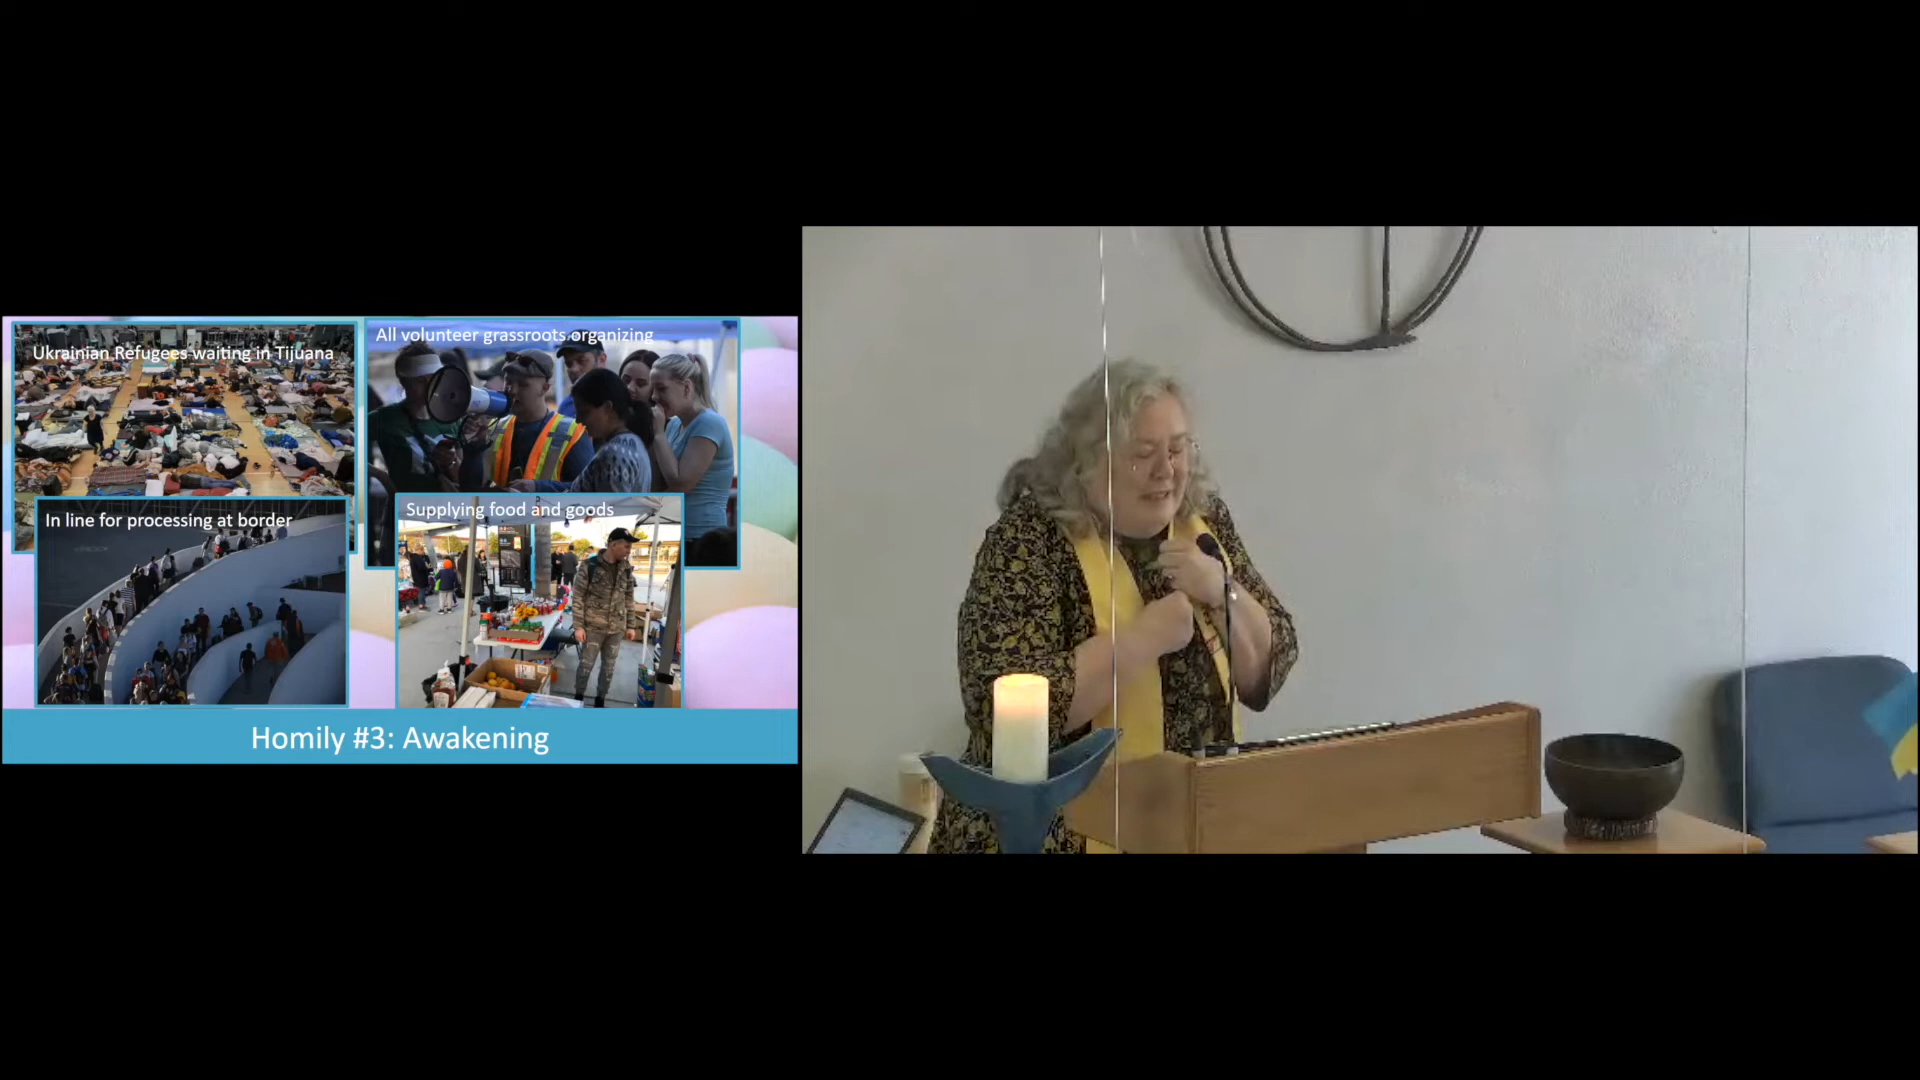 Ukrainian Refugees waiting in Tijuana
All volunteer grassroots organizing
In line for processing at border
Supplying food and goods
Homily #3: Awakening